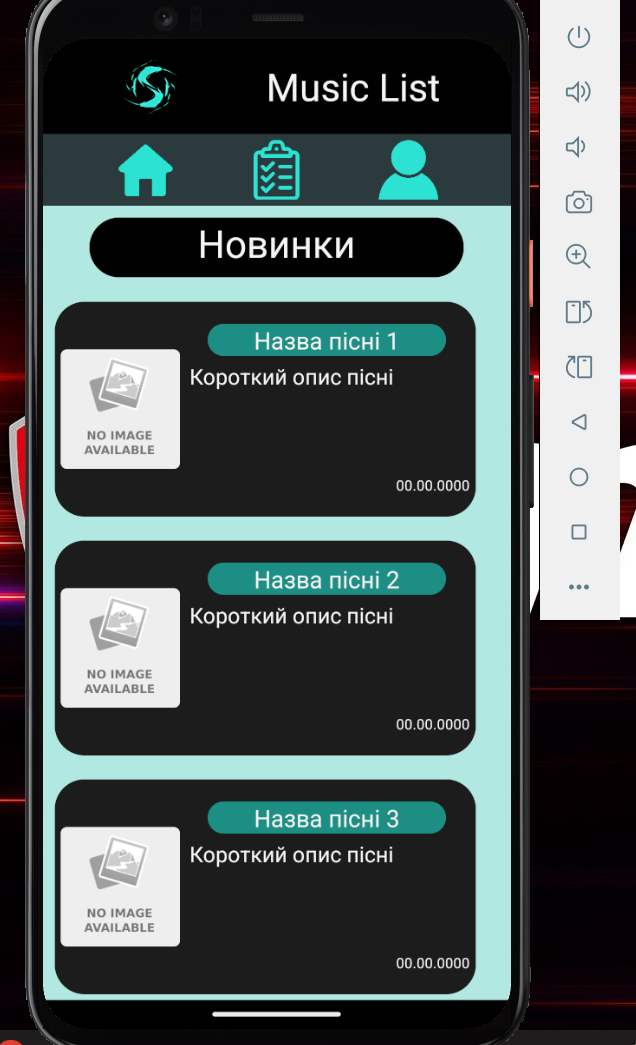 Music List
Новинки
Назва пісні 1
Короткий опис пісні
NO IMAGE
AVAILABLE
00.00.0000
Назва пісні 2
Короткий опис пісні
NO IMAGE
AVAILABLE
00.00.0000
Назва пісні 3
Короткий опис пісні
NO IMAGE
AVAILABLE
00.00.0000